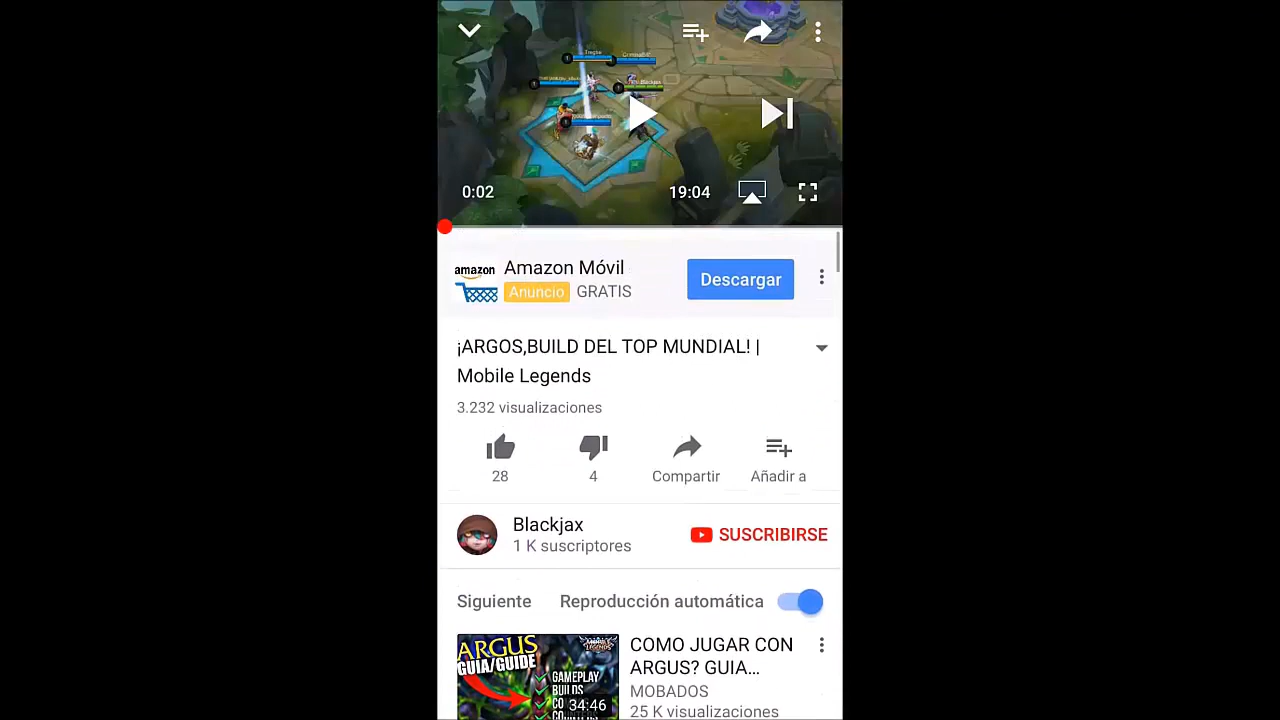 Blackjax
0:02
19:04
amazon
Amazon Móvil
Anuncio GRATIS
Descargar
¡ARGOS,BUILD DEL TOP MUNDIAL! |
Mobile Legends
3.232 visualizaciones
28
4
Compartir
Añadir a
Blackjax
1 K suscriptores
SUSCRIBIRSE
Siguiente
Reproducción automática
ARGUS
GUIA/GUIDE
GAMEPLAY
BUILDS
34:46
COMO JUGAR CON
ARGUS? GUIA...
MOBADOS
25 K visualizaciones